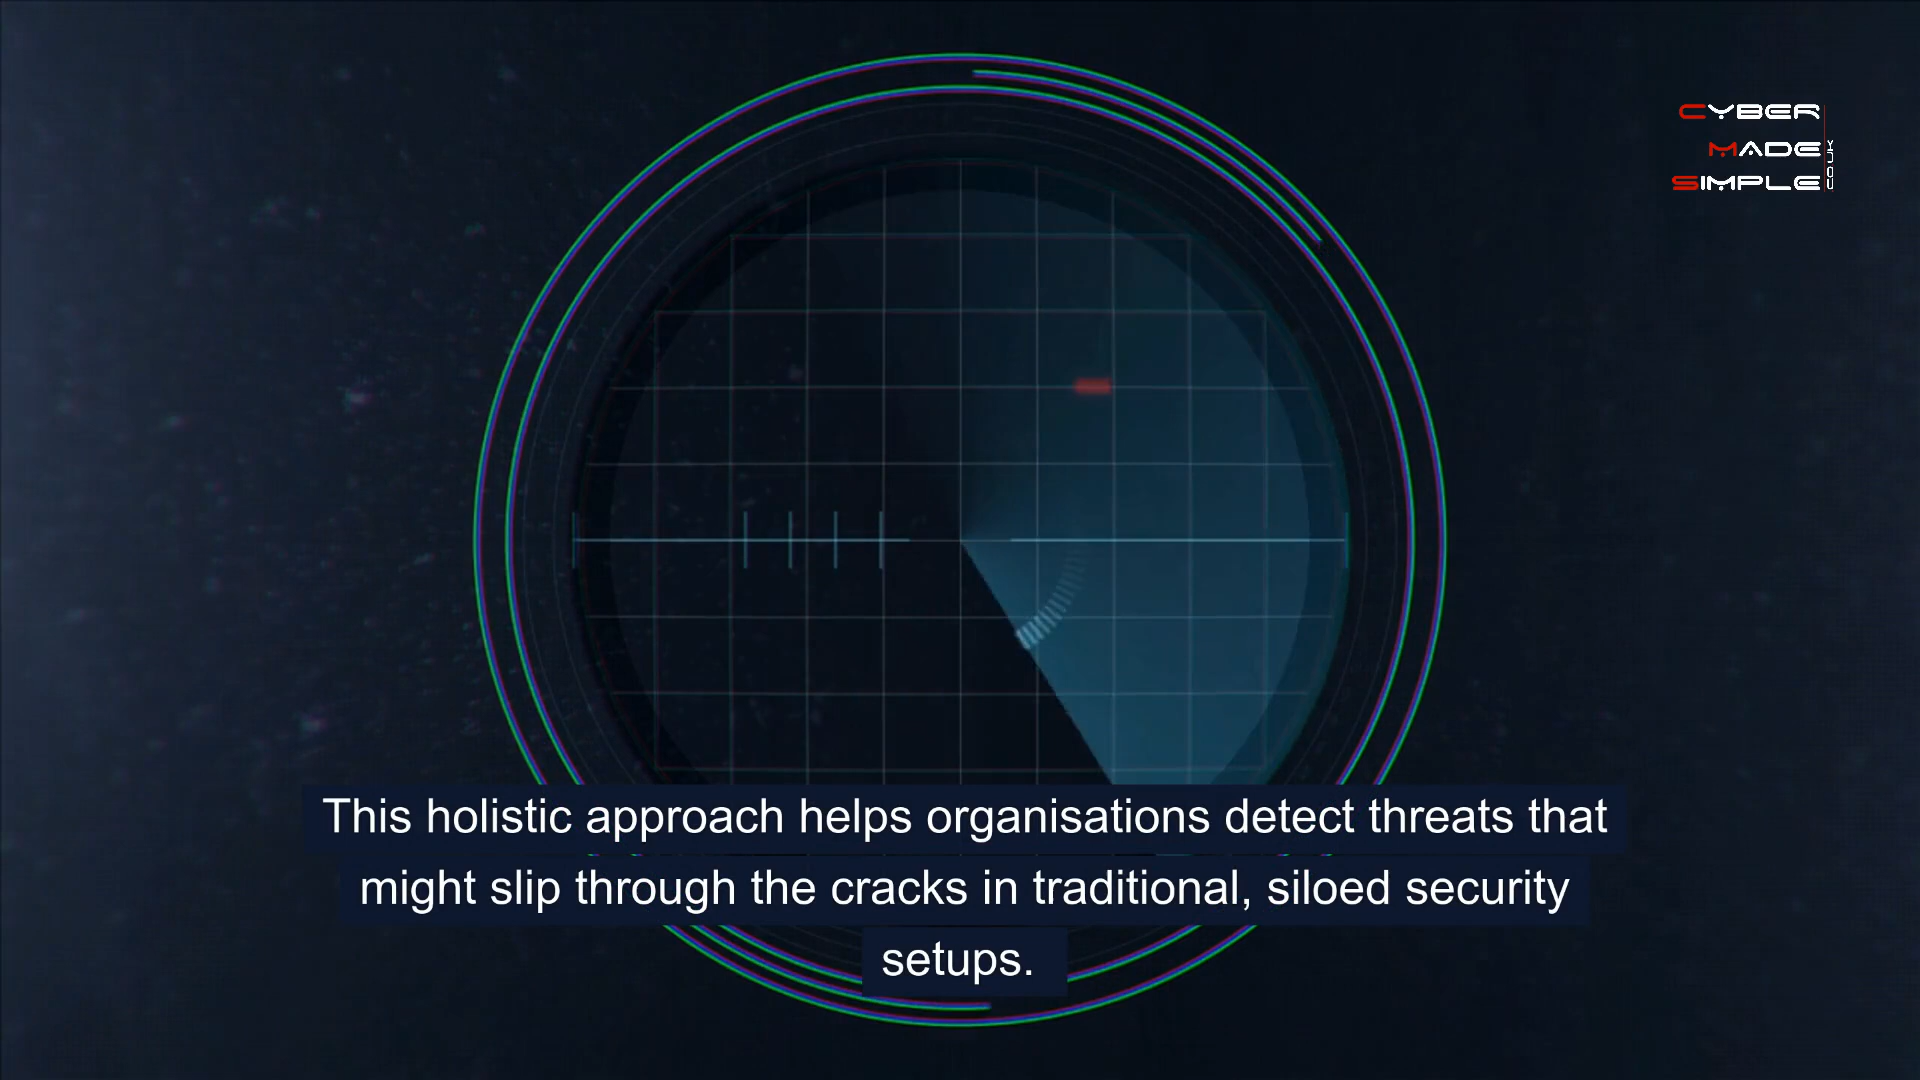 CYBER
MADE
SIMPLE
.CO.UK
This holistic approach helps organisations detect threats that
might slip through the cracks in traditional, siloed security
setups.